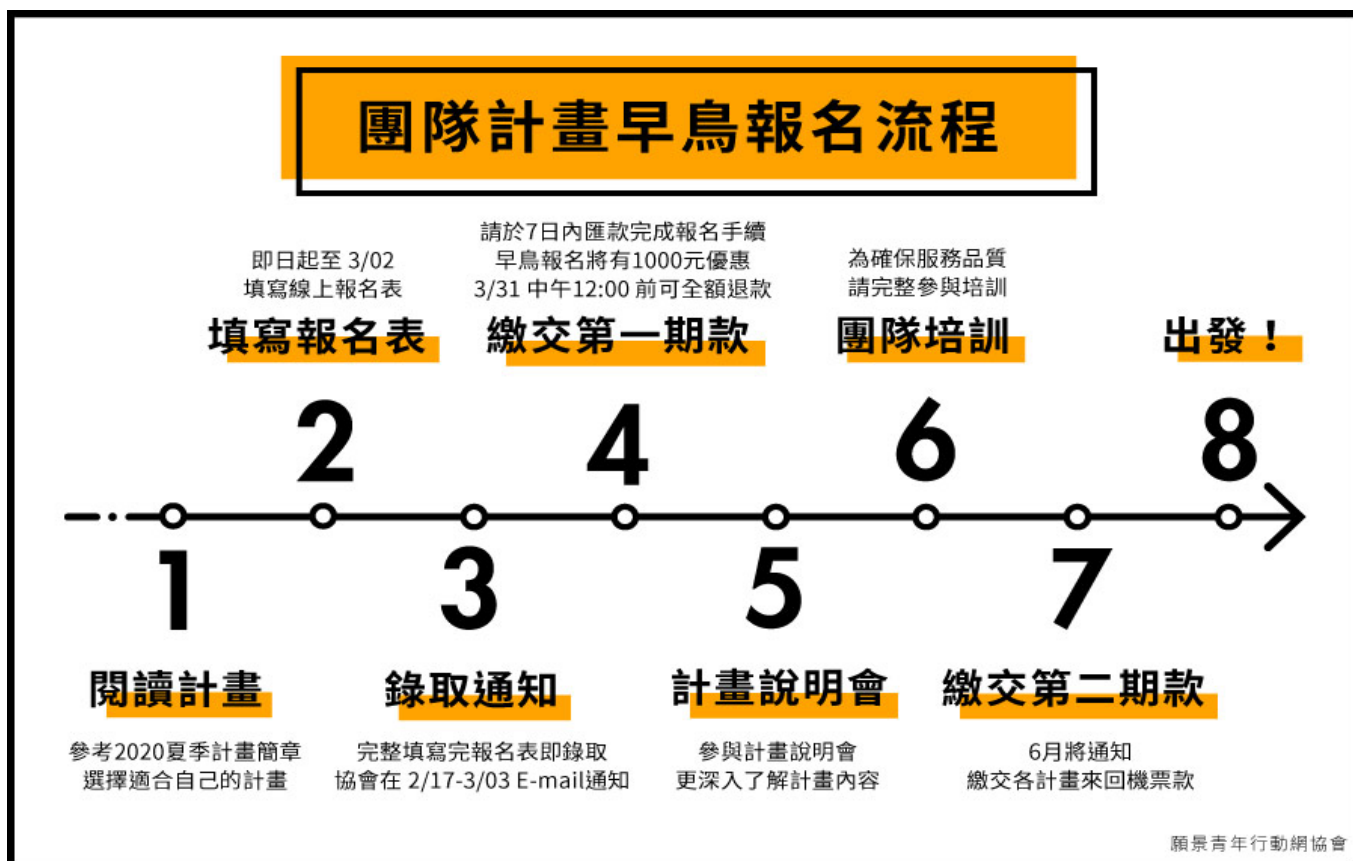 團隊計畫早鳥報名流程
1
閱讀計畫
參考2020夏季計畫簡章
選擇適合自己的計畫
即日起至 3/02
填寫線上報名表
填寫報名表
2
3
錄取通知
完整填寫完報名表即錄取
協會在 2/17-3/03 E-mail通知
請於7日內匯款完成報名手續
早鳥報名將有1000元優惠
3/31 中午12:00 前可全額退款
繳交第一期款
4
5
計畫說明會
參與計畫說明會
更深入了解計畫內容
為確保服務品質
請完整參與培訓
團隊培訓
6
7
繳交第二期款
6月將通知
繳交各計畫來回機票款
出發！
8
願景青年行動網協會